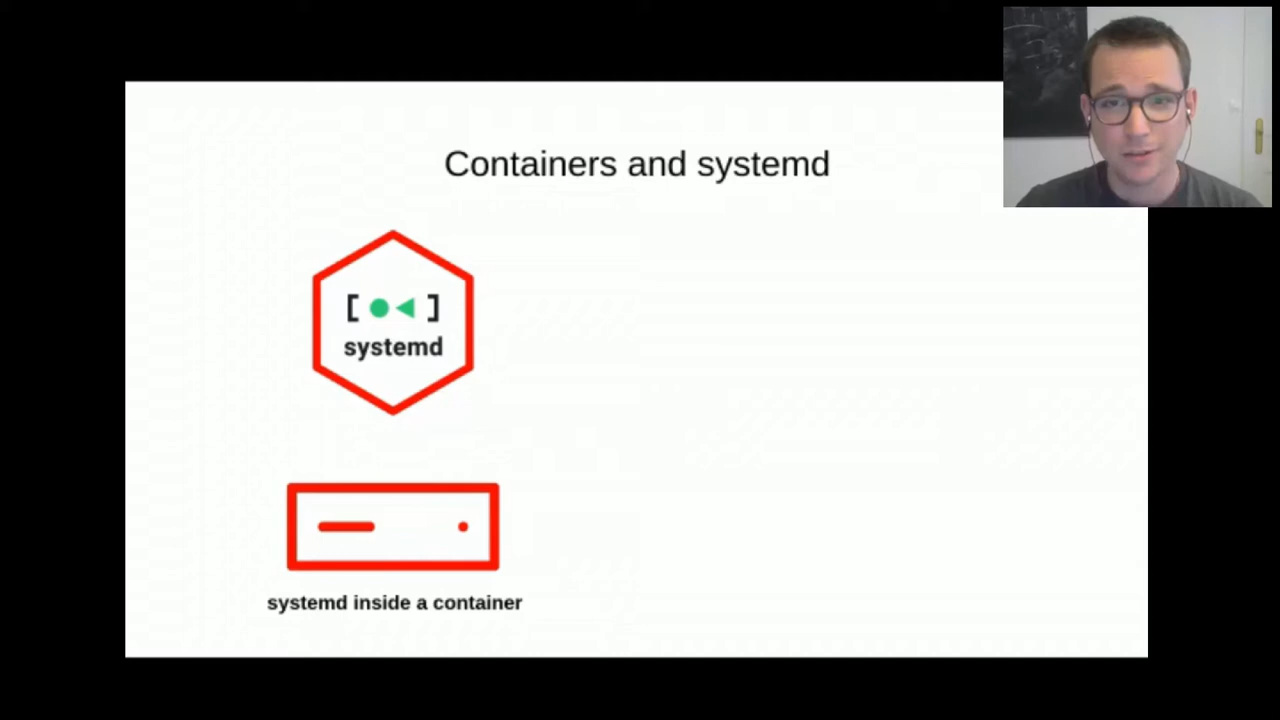 Containers and systemd
[ ]
systemd
systemd inside a container